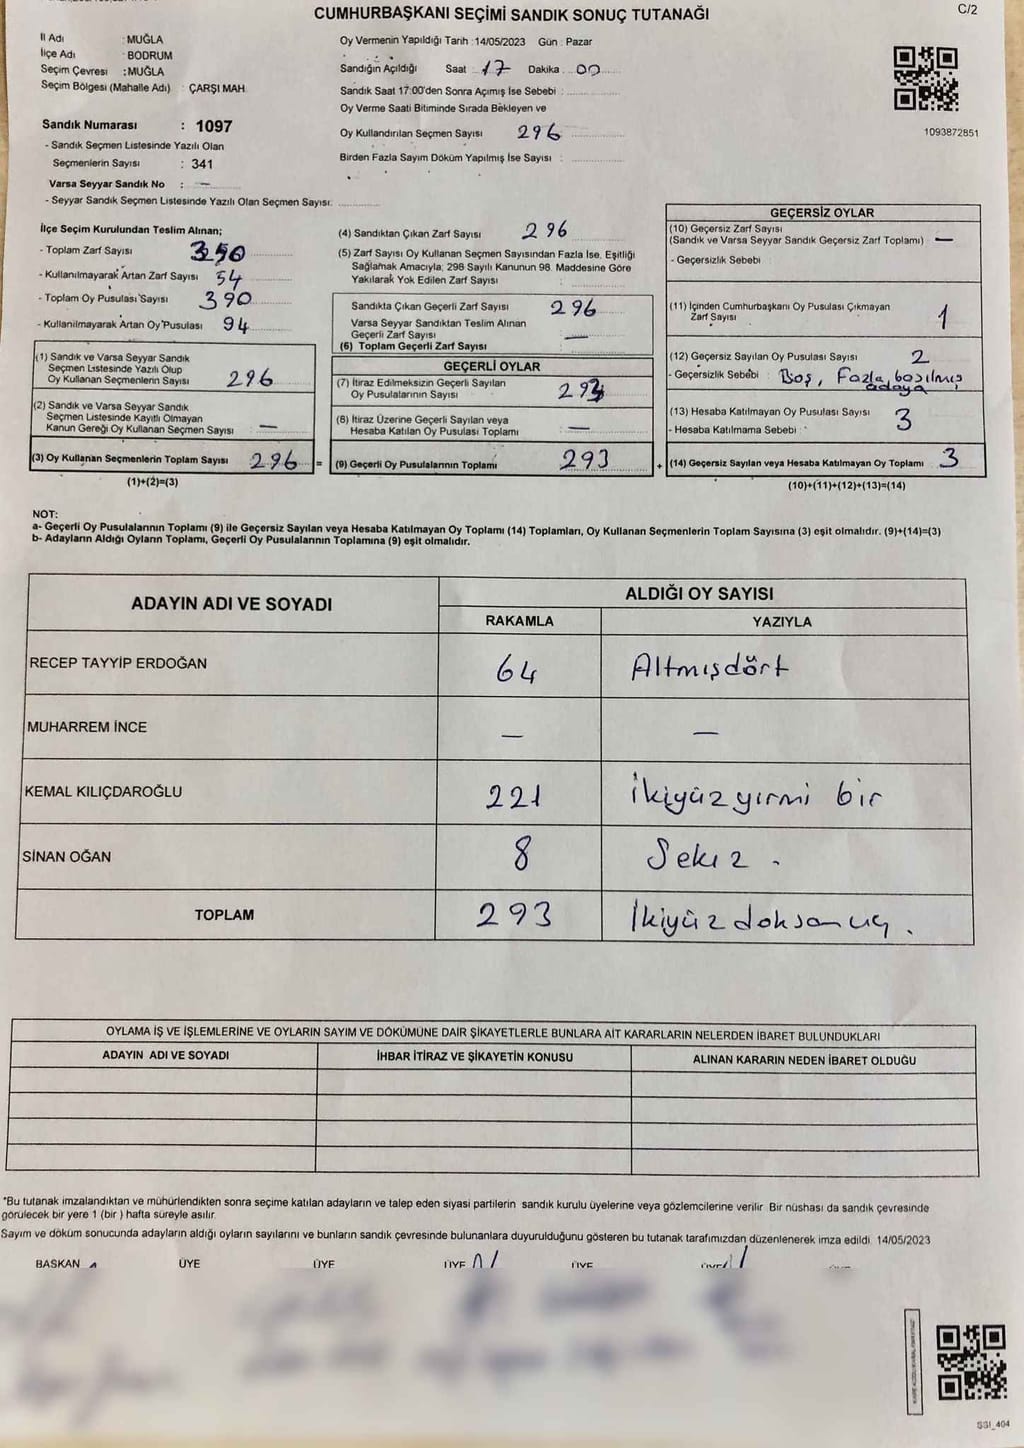 CUMHURBAŞKANI SEÇİMİ SANDIK SONUÇ TUTANAĞI
C/2
İl Adı : MUĞLA
İlçe Adı : BODRUM
Seçim Çevresi : MUĞLA
Seçim Bölgesi (Mahalle Adı) : ÇARŞI MAH.
Sandık Numarası : 1097
- Sandık Seçmen Listesinde Yazılı Olan
Seçmenlerin Sayısı : 341
Varsa Seyyar Sandık No : —
- Seyyar Sandık Seçmen Listesinde Yazılı Olan Seçmen Sayısı:
Oy Vermenin Yapıldığı Tarih : 14/05/2023 Gün : Pazar
Sandığın Açıldığı Saat 17 Dakika 00
Sandık Saat 17:00'den Sonra Açımış İse Sebebi :
Oy Verme Saati Bitiminde Sırada Bekleyen ve
Oy Kullandırılan Seçmen Sayısı 296
Birden Fazla Sayım Döküm Yapılmış İse Sayısı :
1093872851
İlçe Seçim Kurulundan Teslim Alınan;
- Toplam Zarf Sayısı 350
- Kullanılmayarak Artan Zarf Sayısı 54
- Toplam Oy Pusulası Sayısı 390
- Kullanılmayarak Artan Oy Pusulası 94
(1) Sandık ve Varsa Seyyar Sandık
Seçmen Listesinde Yazılı Olup
Oy Kullanan Seçmenlerin Sayısı 296
(2) Sandık ve Varsa Seyyar Sandık
Seçmen Listesinde Kayıtlı Olmayan
Kanun Gereği Oy Kullanan Seçmen Sayısı —
(3) Oy Kullanan Seçmenlerin Toplam Sayısı 296 =
(1)+(2)=(3)
(4) Sandıktan Çıkan Zarf Sayısı 296
(5) Zarf Sayısı Oy Kullanan Seçmen Sayısından Fazla İse, Eşitliği
Sağlamak Amacıyla; 298 Sayılı Kanunun 98. Maddesine Göre
Yakılarak Yok Edilen Zarf Sayısı :
Sandıkta Çıkan Geçerli Zarf Sayısı 296
Varsa Seyyar Sandıktan Teslim Alınan
Geçerli Zarf Sayısı —
(6) Toplam Geçerli Zarf Sayısı
GEÇERLİ OYLAR
(7) İtiraz Edilmeksizin Geçerli Sayılan
Oy Pusulalarının Sayısı 293
(8) İtiraz Üzerine Geçerli Sayılan veya
Hesaba Katılan Oy Pusulası Toplamı —
(9) Geçerli Oy Pusulalarının Toplamı 293 +
GEÇERSİZ OYLAR
(10) Geçersiz Zarf Sayısı
(Sandık ve Varsa Seyyar Sandık Geçersiz Zarf Toplamı) —
- Geçersizlik Sebebi
(11) İçinden Cumhurbaşkanı Oy Pusulası Çıkmayan
Zarf Sayısı 1
(12) Geçersiz Sayılan Oy Pusulası Sayısı 2
- Geçersizlik Sebebi : Boş, Fazla basılmış
adaya
(13) Hesaba Katılmayan Oy Pusulası Sayısı 3
- Hesaba Katılmama Sebebi :
(14) Geçersiz Sayılan veya Hesaba Katılmayan Oy Toplamı 3
(10)+(11)+(12)+(13)=(14)
NOT:
a- Geçerli Oy Pusulalarının Toplamı (9) ile Geçersiz Sayılan veya Hesaba Katılmayan Oy Toplamı (14) Toplamları, Oy Kullanan Seçmenlerin Toplam Sayısına (3) eşit olmalıdır. (9)+(14)=(3)
b- Adayların Aldığı Oyların Toplamı, Geçerli Oy Pusulalarının Toplamına (9) eşit olmalıdır.
ADAYIN ADI VE SOYADI ALDIĞI OY SAYISI
RAKAMLA YAZIYLA
RECEP TAYYİP ERDOĞAN 64 Altmışdört
MUHARREM İNCE — —
KEMAL KILIÇDAROĞLU 221 ikiyüzyirmi bir
SİNAN OĞAN 8 Sekiz .
TOPLAM 293 İkiyüz doksanüç .
OYLAMA İŞ VE İŞLEMLERİNE VE OYLARIN SAYIM VE DÖKÜMÜNE DAİR ŞİKAYETLERLE BUNLARA AİT KARARLARIN NELERDEN İBARET BULUNDUKLARI
ADAYIN ADI VE SOYADI İHBAR İTİRAZ VE ŞİKAYETİN KONUSU ALINAN KARARIN NEDEN İBARET OLDUĞU
*Bu tutanak imzalandıktan ve mühürlendikten sonra seçime katılan adayların ve talep eden siyasi partilerin sandık kurulu üyelerine veya gözlemcilerine verilir. Bir nüshası da sandık çevresinde
görülecek bir yere 1 (bir ) hafta süreyle asılır.
Sayım ve döküm sonucunda adayların aldığı oyların sayılarını ve bunların sandık çevresinde bulunanlara duyurulduğunu gösteren bu tutanak tarafımızdan düzenlenerek imza edildi. 14/05/2023
BAŞKAN ÜYE ÜYE ÜYE ÜYE ÜYE
SSI_404